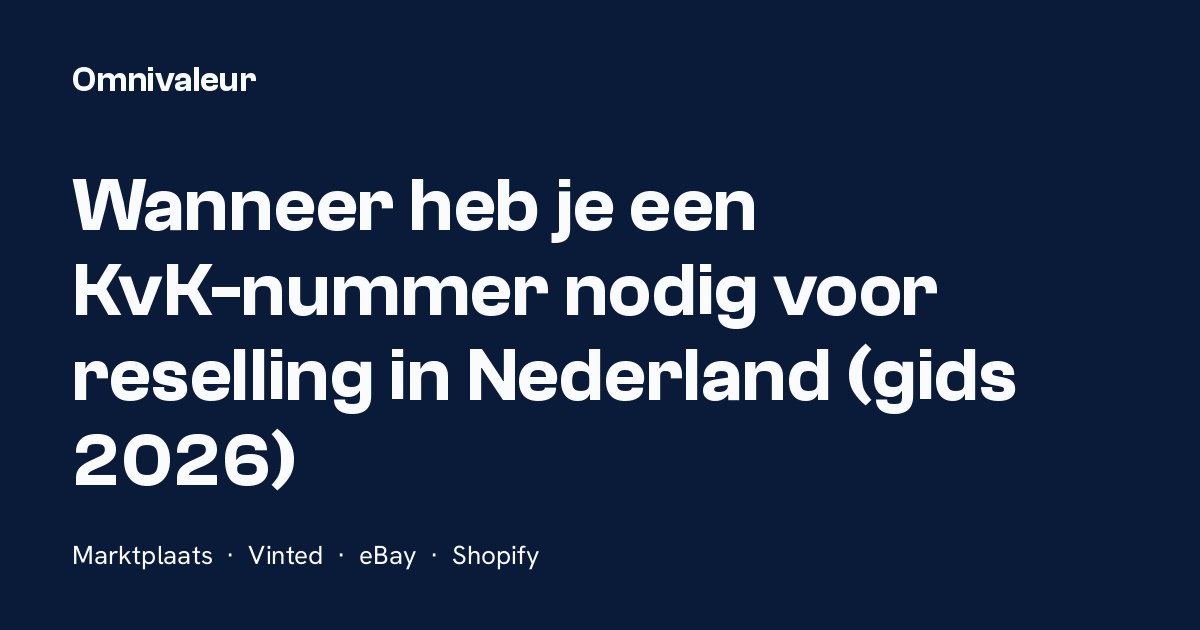 Omnivaleur
Wanneer heb je een
KvK-nummer nodig voor
reselling in Nederland (gids
2026)
Marktplaats · Vinted · eBay · Shopify